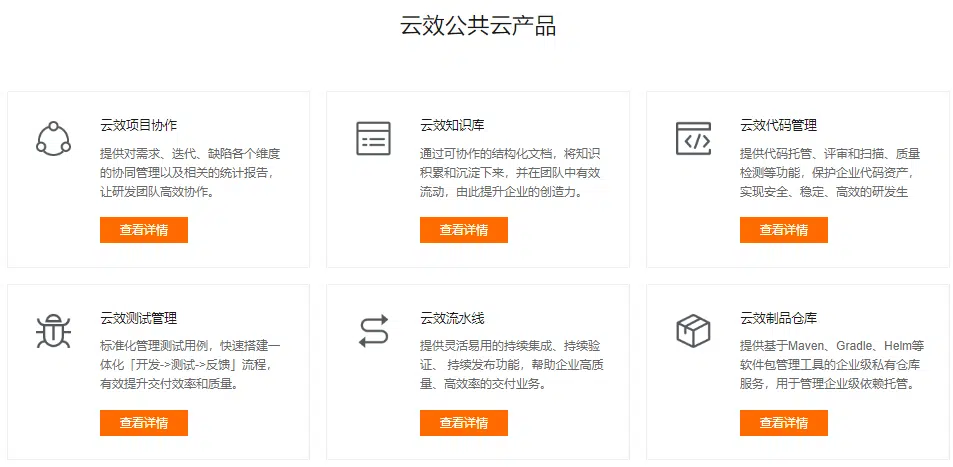 云效公共云产品
云效项目协作
提供对需求、迭代、缺陷各个维度
的协同管理以及相关的统计报告，
让研发团队高效协作。
查看详情
云效知识库
通过可协作的结构化文档，将知识
积累和沉淀下来，并在团队中有效
流动，由此提升企业的创造力。
查看详情
云效代码管理
提供代码托管、评审和扫描、质量
检测等功能，保护企业代码资产，
实现安全、稳定、高效的研发生
查看详情
云效测试管理
标准化管理测试用例，快速搭建一
体化「开发->测试->反馈」流程，
有效提升交付效率和质量。
查看详情
云效流水线
提供灵活易用的持续集成、持续验
证、 持续发布功能，帮助企业高质
量、高效率的交付业务。
查看详情
云效制品仓库
提供基于Maven、Gradle、Helm等
软件包管理工具的企业级私有仓库
服务，用于管理企业级依赖托管。
查看详情